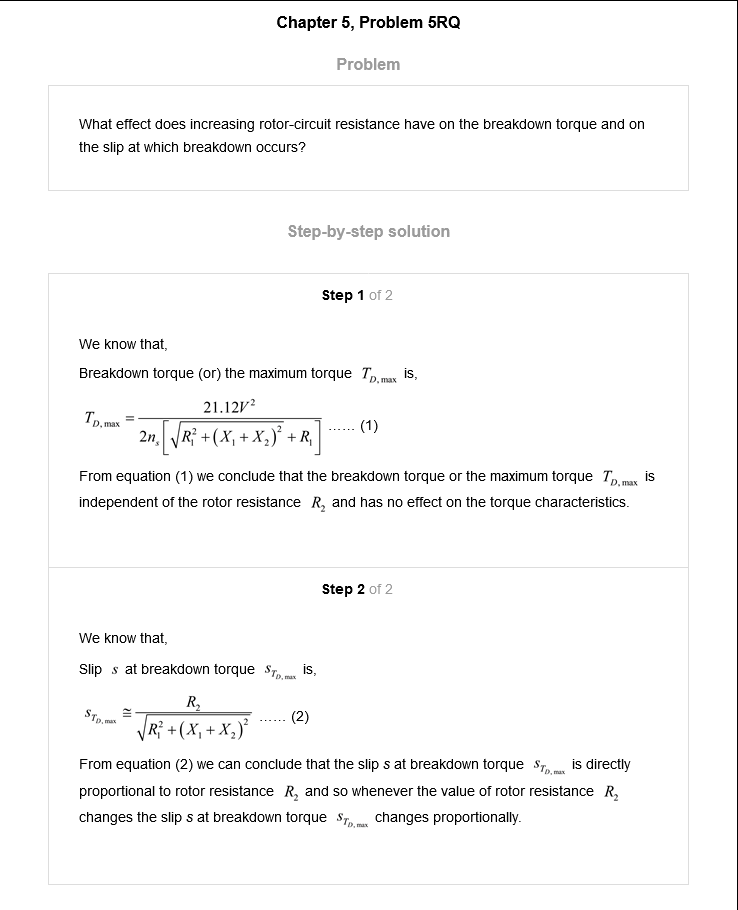 Chapter 5, Problem 5RQ
Problem
What effect does increasing rotor-circuit resistance have on the breakdown torque and on
the slip at which breakdown occurs?
Step-by-step solution
Step 1 of 2
We know that,
Breakdown torque (or) the maximum torque T_{D, max} is,
T_{D, max} = \frac{21.12V^2}{2n_s\left[\sqrt{R_1^2 + (X_1 + X_2)^2} + R_1\right]} ...... (1)
From equation (1) we conclude that the breakdown torque or the maximum torque T_{D, max} is
independent of the rotor resistance R_2 and has no effect on the torque characteristics.
Step 2 of 2
We know that,
Slip s at breakdown torque s_{T_{D, max}} is,
s_{T_{D, max}} ≅ \frac{R_2}{\sqrt{R_1^2 + (X_1 + X_2)^2}} ...... (2)
From equation (2) we can conclude that the slip s at breakdown torque s_{T_{D, max}} is directly
proportional to rotor resistance R_2 and so whenever the value of rotor resistance R_2
changes the slip s at breakdown torque s_{T_{D, max}} changes proportionally.